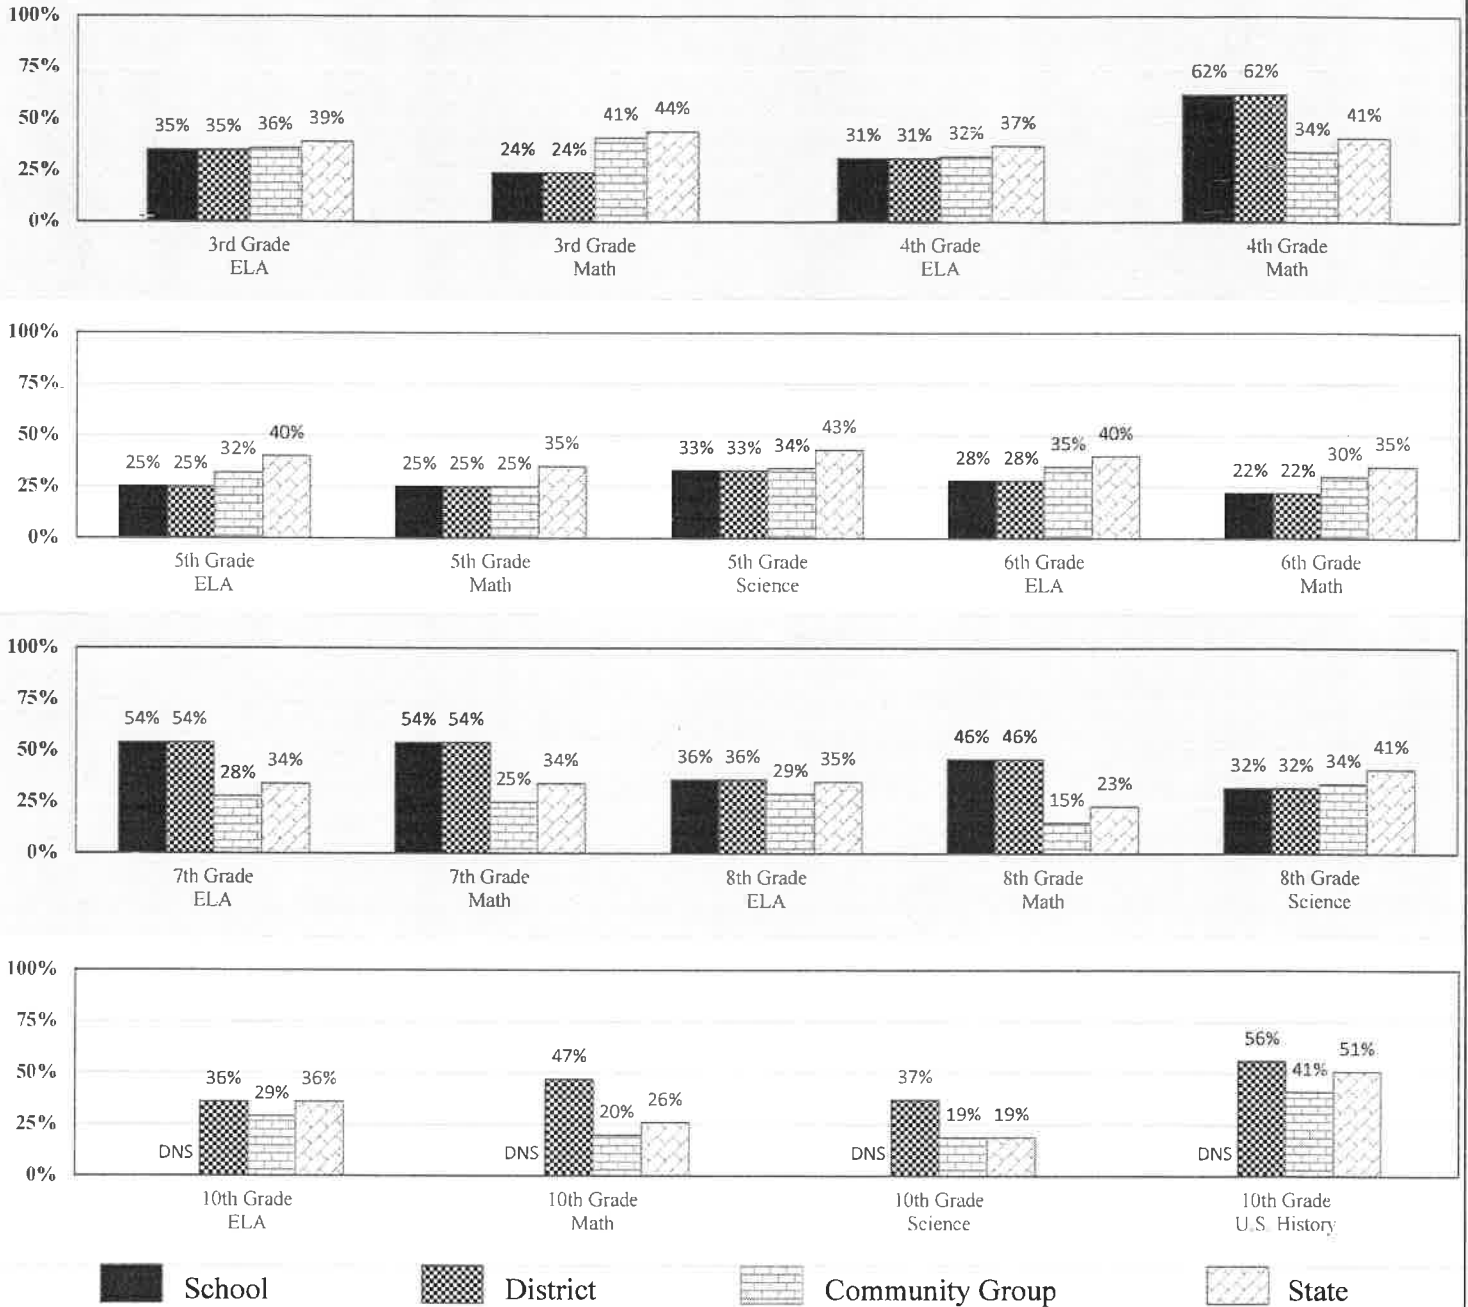 100%
75%
50%
25%
0%
35% 35% 36% 39%
24% 24% 41% 44%
31% 31% 32% 37%
62% 62% 34% 41%
3rd Grade
ELA
3rd Grade
Math
4th Grade
ELA
4th Grade
Math
100%
75%
50%
25%
0%
25% 25% 32% 40%
25% 25% 25% 35%
33% 33% 34% 43%
28% 28% 35% 40%
22% 22% 30% 35%
5th Grade
ELA
5th Grade
Math
5th Grade
Science
6th Grade
ELA
6th Grade
Math
100%
75%
50%
25%
0%
54% 54% 28% 34%
54% 54% 25% 34%
36% 36% 29% 35%
46% 46% 15% 23%
32% 32% 34% 41%
7th Grade
ELA
7th Grade
Math
8th Grade
ELA
8th Grade
Math
8th Grade
Science
100%
75%
50%
25%
0%
DNS 36% 29% 36%
DNS 47% 20% 26%
DNS 37% 19% 19%
DNS 56% 41% 51%
10th Grade
ELA
10th Grade
Math
10th Grade
Science
10th Grade
U.S. History
School District Community Group State